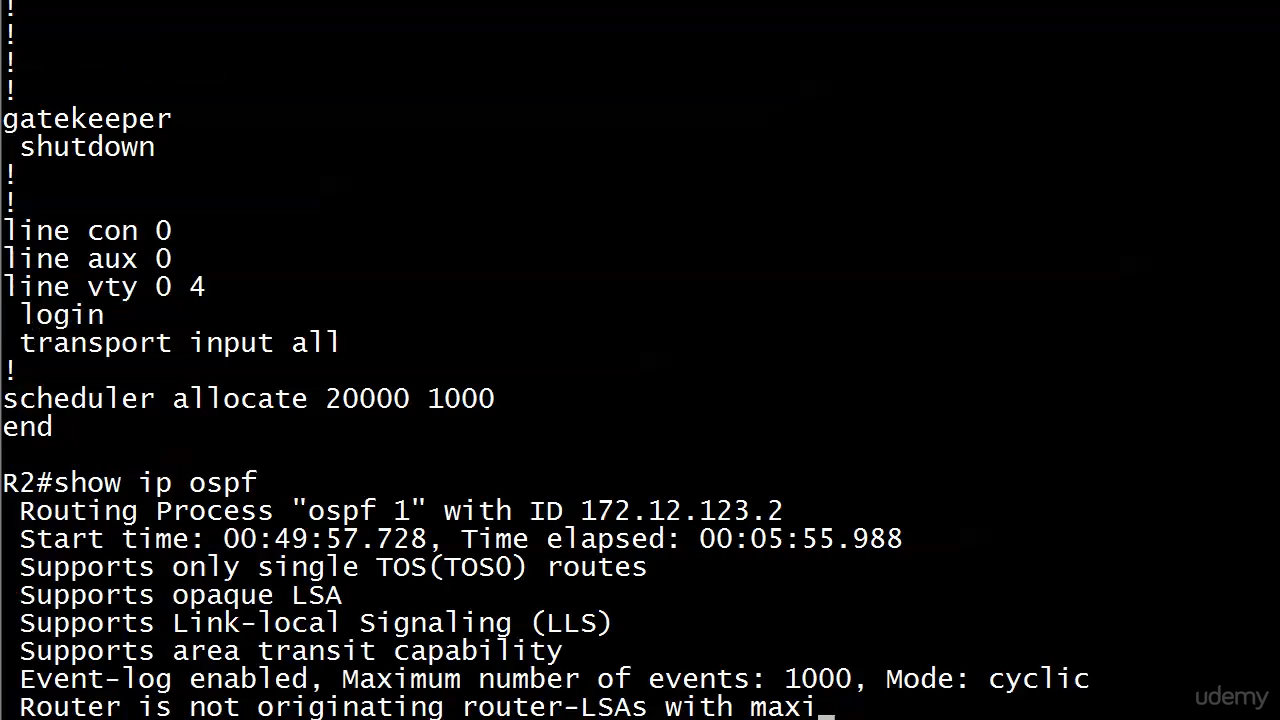 !
!
!
!
gatekeeper
 shutdown
!
!
line con 0
line aux 0
line vty 0 4
 login
 transport input all
!
scheduler allocate 20000 1000
end
R2#show ip ospf
 Routing Process "ospf 1" with ID 172.12.123.2
 Start time: 00:49:57.728, Time elapsed: 00:05:55.988
 Supports only single TOS(TOS0) routes
 Supports opaque LSA
 Supports Link-local Signaling (LLS)
 Supports area transit capability
 Event-log enabled, Maximum number of events: 1000, Mode: cyclic
 Router is not originating router-LSAs with maxi
udemy